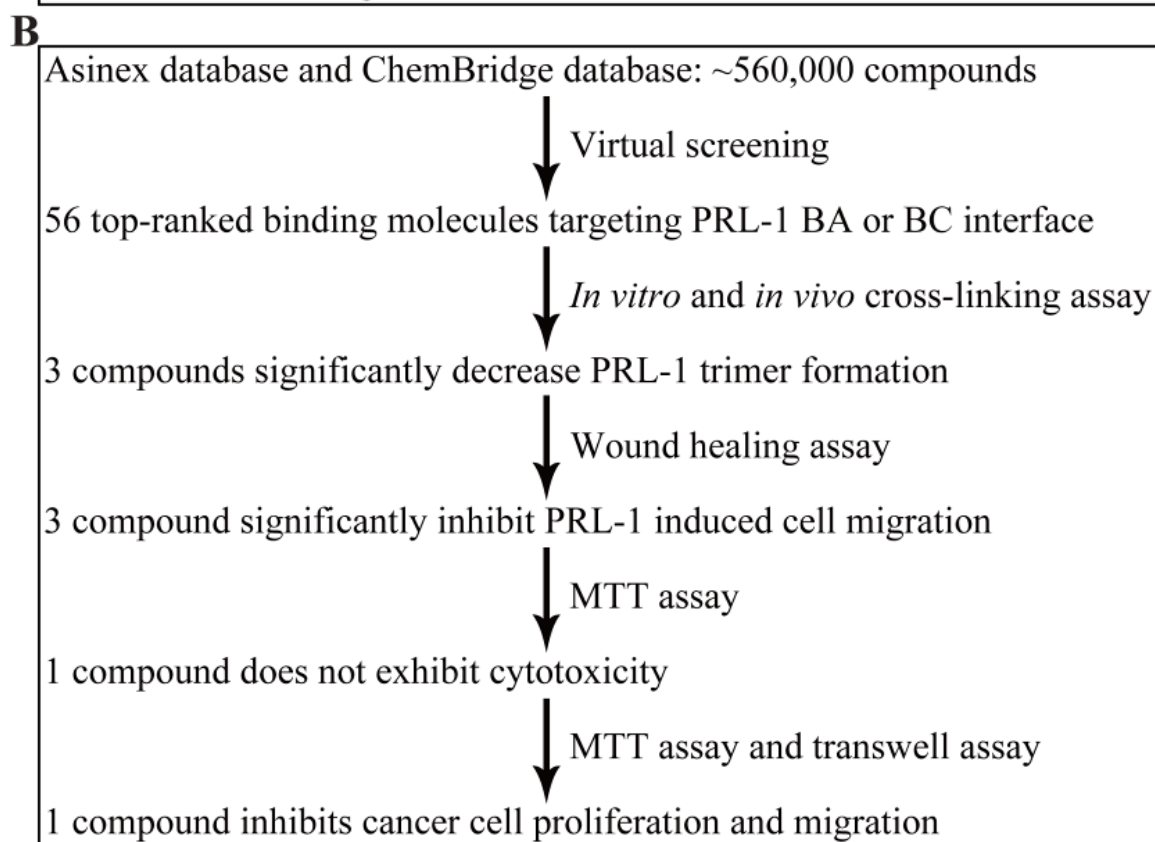 B
Asinex database and ChemBridge database: ~560,000 compounds
Virtual screening
56 top-ranked binding molecules targeting PRL-1 BA or BC interface
In vitro and in vivo cross-linking assay
3 compounds significantly decrease PRL-1 trimer formation
Wound healing assay
3 compound significantly inhibit PRL-1 induced cell migration
MTT assay
1 compound does not exhibit cytotoxicity
MTT assay and transwell assay
1 compound inhibits cancer cell proliferation and migration